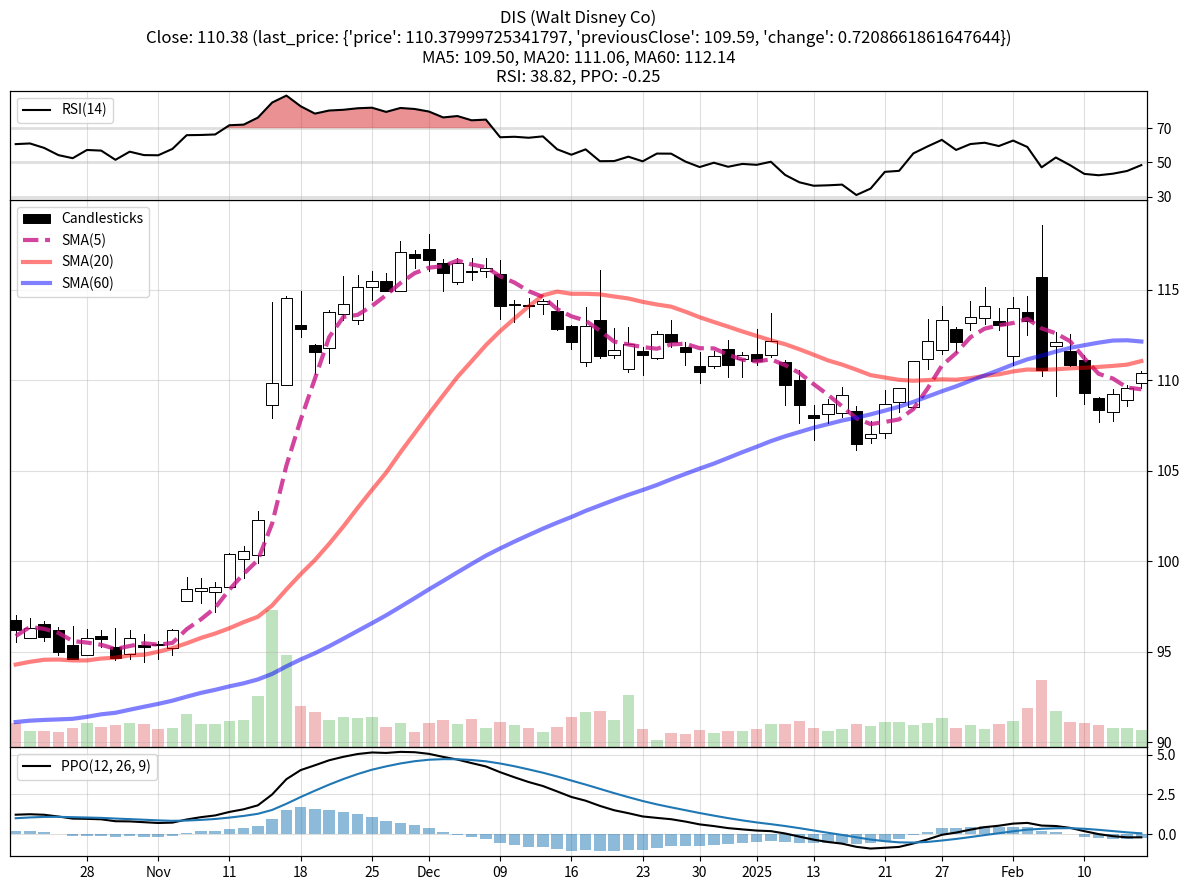 DIS (Walt Disney Co)
Close: 110.38 (last_price: {'price': 110.37999725341797, 'previousClose': 109.59, 'change': 0.7208661861647644})
MA5: 109.50, MA20: 111.06, MA60: 112.14
RSI: 38.82, PPO: -0.25
RSI(14)
70
50
30
Candlesticks
SMA(5)
SMA(20)
SMA(60)
115
110
105
100
95
90
PPO(12, 26, 9)
5.0
2.5
0.0
28 Nov 11 18 25 Dec 09 16 23 30 2025 13 21 27 Feb 10